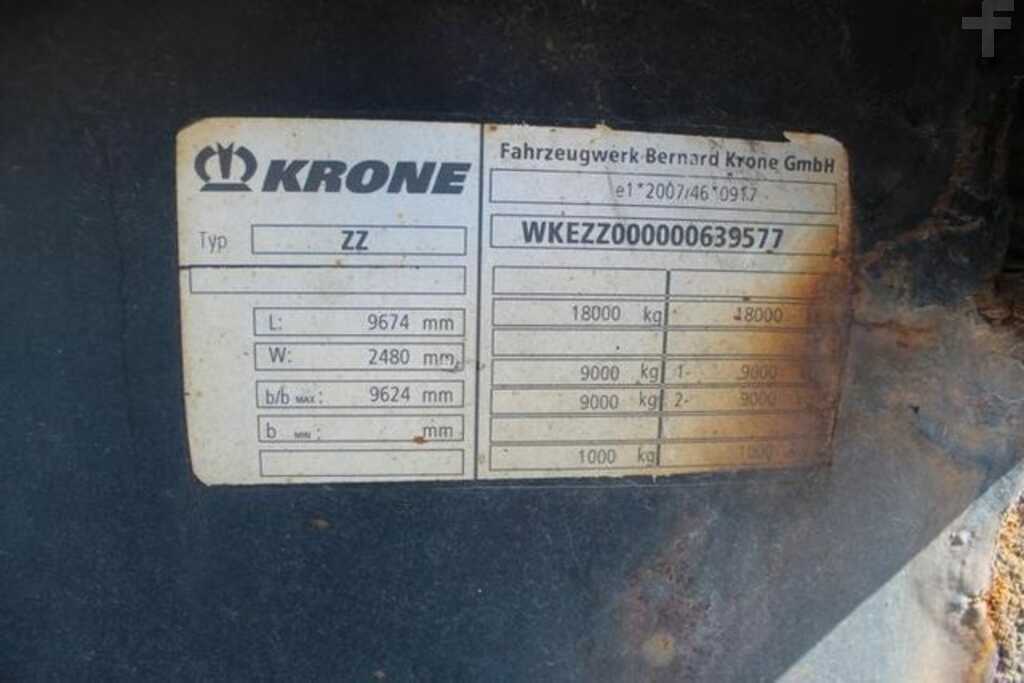 KRONE
Typ ZZ
L: 9674 mm
W: 2480 mm
b/b MAX: 9624 mm
b MIN: mm
Fahrzeugwerk Bernard Krone GmbH
e1*2007/46*0917
WKEZZ000000639577
18000 kg 18000
9000 kg 1- 9000
9000 kg 2- 9000
1000 kg 1000
f